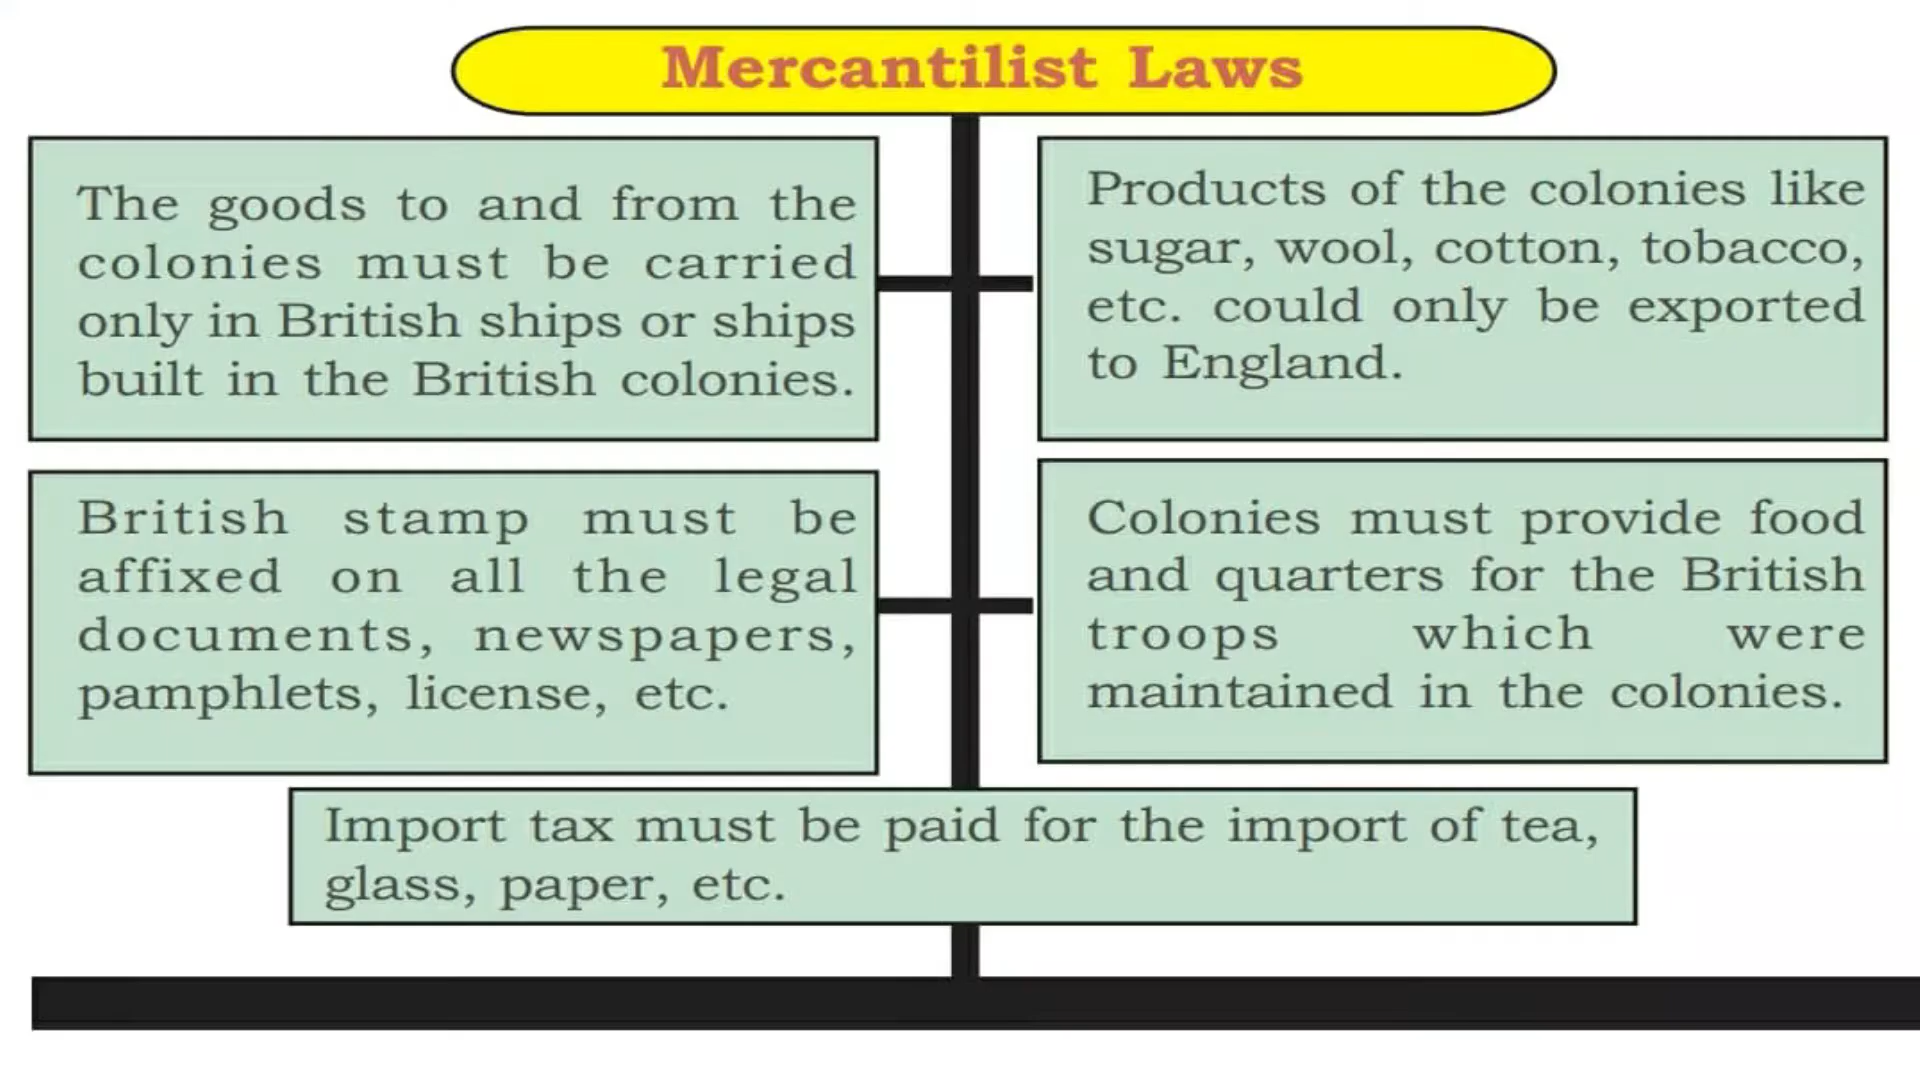 Mercantilist Laws
The goods to and from the
colonies must be carried
only in British ships or ships
built in the British colonies.
Products of the colonies like
sugar, wool, cotton, tobacco,
etc. could only be exported
to England.
British stamp must be
affixed on all the legal
documents, newspapers,
pamphlets, license, etc.
Colonies must provide food
and quarters for the British
troops which were
maintained in the colonies.
Import tax must be paid for the import of tea,
glass, paper, etc.